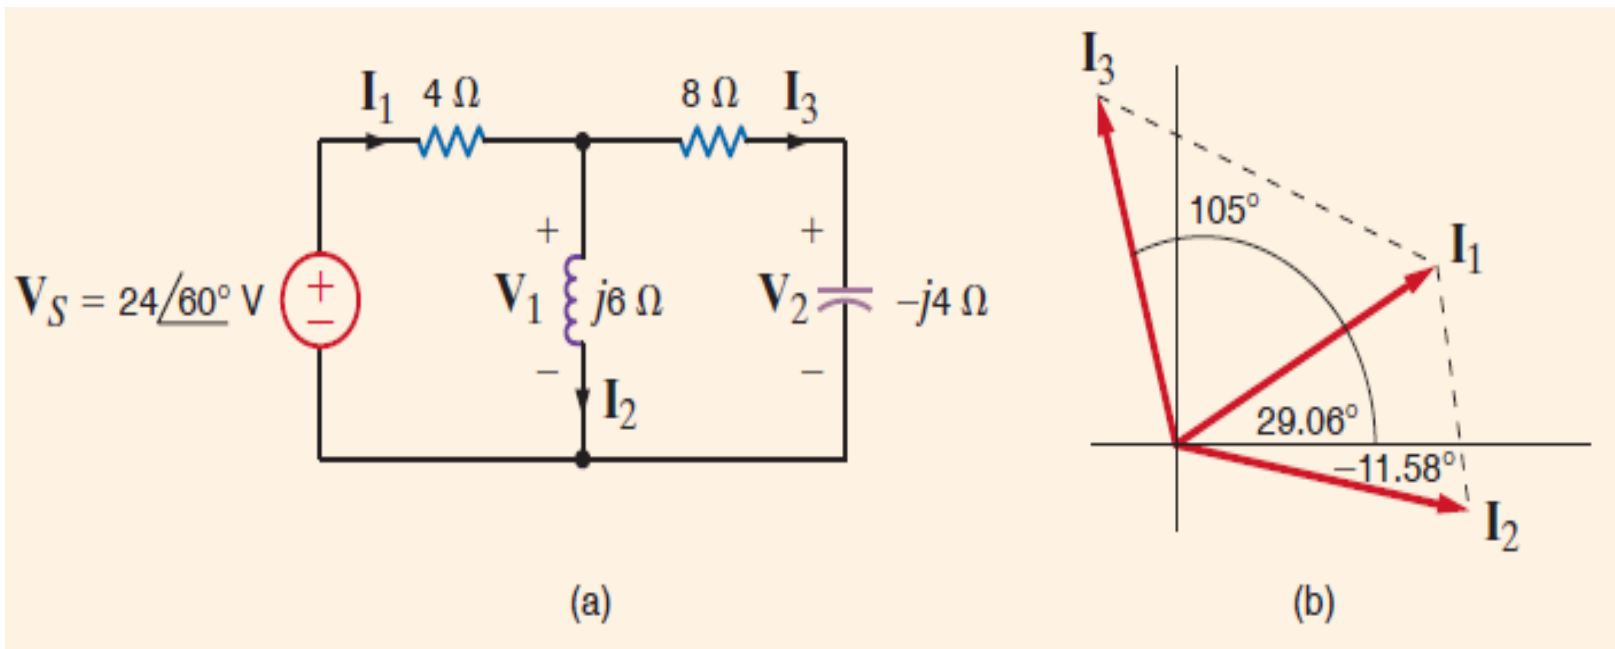 I₁ 4 Ω 8 Ω I₃
V_S = 24/60° V
+
−
+
V₁ j6 Ω
−
I₂
+
V₂ −j4 Ω
−
(a)
I₃
105°
I₁
29.06°
−11.58°
I₂
(b)